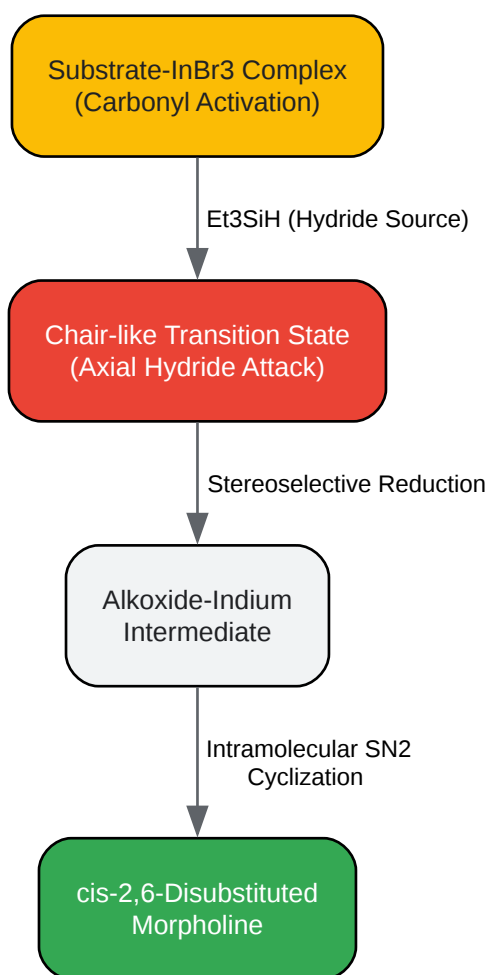 Substrate-InBr3 Complex
(Carbonyl Activation)
Et3SiH (Hydride Source)
Chair-like Transition State
(Axial Hydride Attack)
Stereoselective Reduction
Alkoxide-Indium
Intermediate
Intramolecular SN2
Cyclization
cis-2,6-Disubstituted
Morpholine